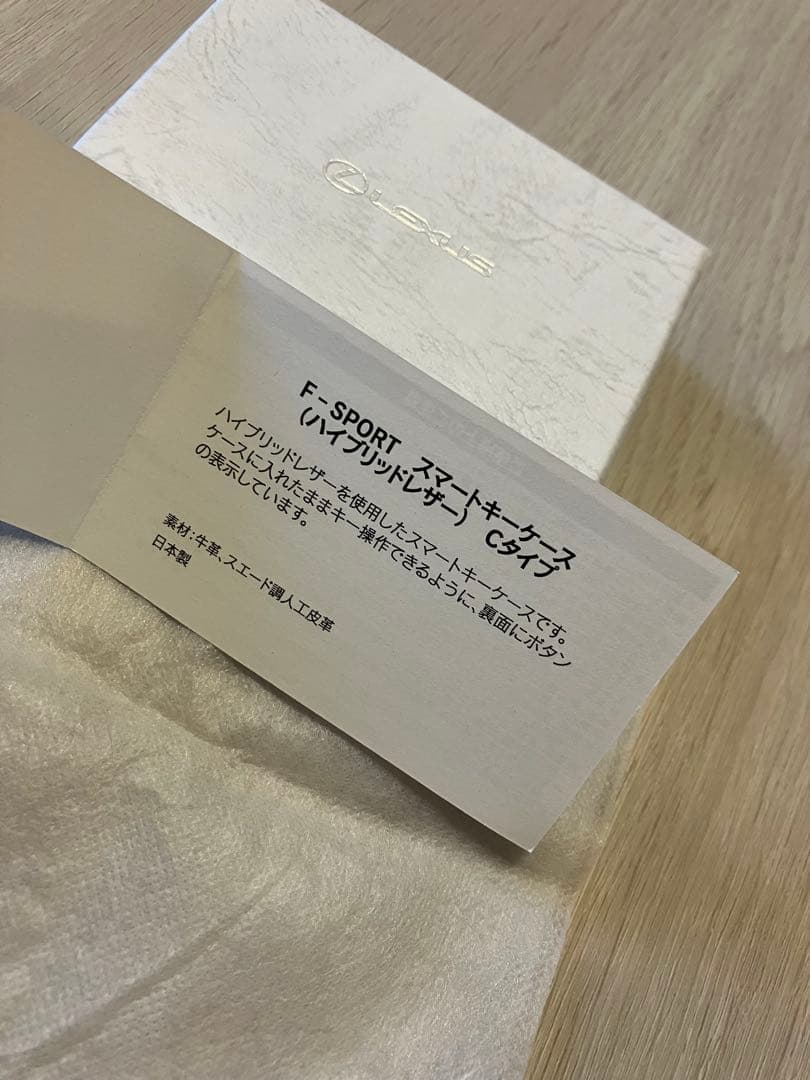 LEXUS
F-SPORT スマートキーケース
(ハイブリッドレザー) Cタイプ
ハイブリッドレザーを使用したスマートキーケースです。
ケースに入れたままキー操作できるように、裏面にボタン
の表示しています。
素材:牛革、スエード調人工皮革
日本製